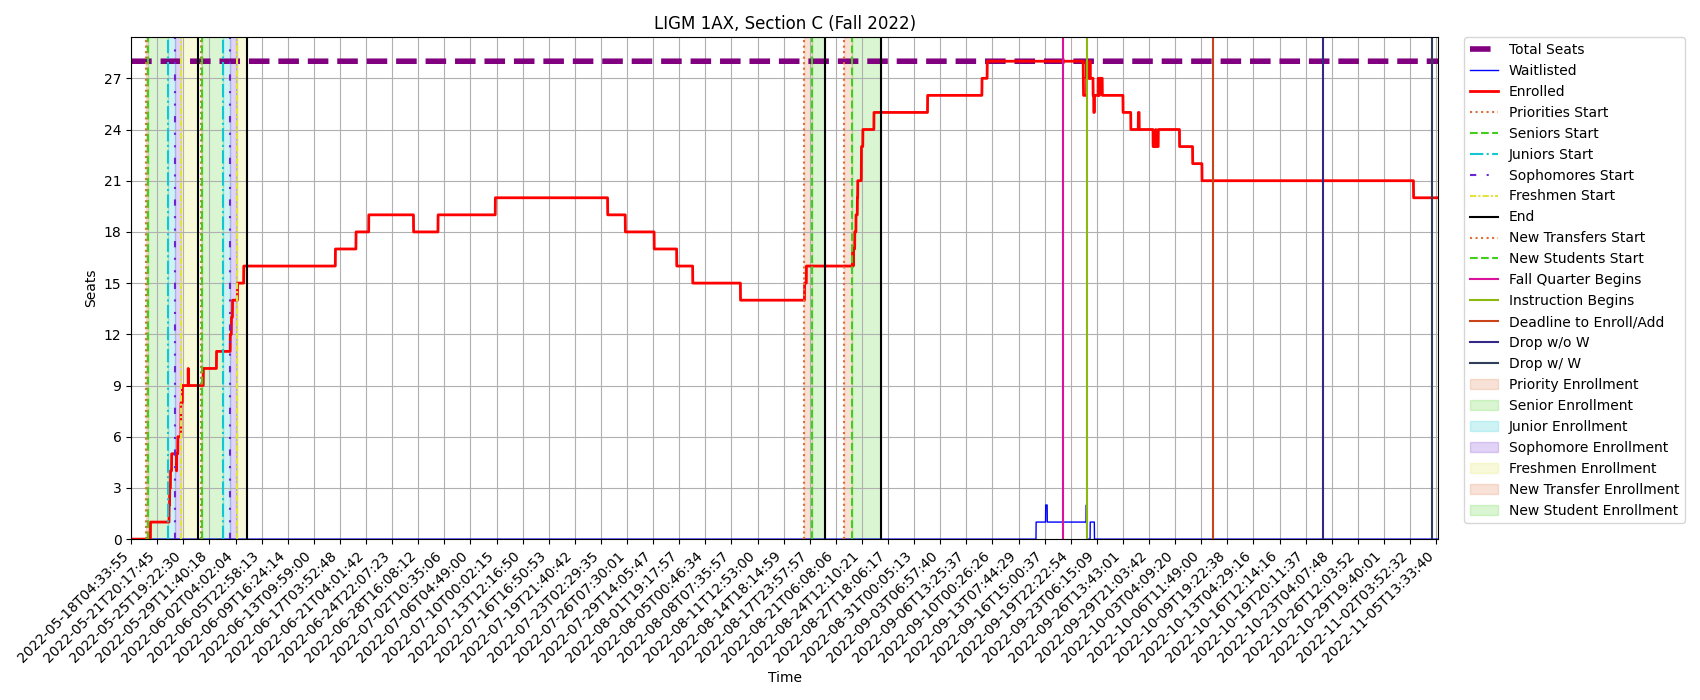 LIGM 1AX, Section C (Fall 2022)
Seats
27
24
21
18
15
12
9
6
3
0
2022-05-18T04:33:55
2022-05-21T20:17:45
2022-05-25T19:22:30
2022-05-29T11:40:18
2022-06-02T04:02:04
2022-06-05T22:58:13
2022-06-09T16:24:14
2022-06-13T09:59:00
2022-06-17T03:52:48
2022-06-21T04:01:42
2022-06-24T22:07:23
2022-06-28T16:08:12
2022-07-02T10:35:06
2022-07-06T04:49:00
2022-07-10T00:02:15
2022-07-13T12:16:50
2022-07-16T16:50:53
2022-07-19T21:40:42
2022-07-23T02:29:35
2022-07-26T07:30:01
2022-07-29T14:05:47
2022-08-01T19:17:57
2022-08-05T00:46:34
2022-08-08T07:35:57
2022-08-11T12:53:00
2022-08-14T18:14:59
2022-08-17T23:57:57
2022-08-21T06:08:06
2022-08-24T12:10:21
2022-08-27T18:06:17
2022-08-31T00:05:13
2022-09-03T06:57:40
2022-09-06T13:25:37
2022-09-10T00:26:26
2022-09-13T07:44:29
2022-09-16T15:00:37
2022-09-19T22:22:54
2022-09-23T06:15:09
2022-09-26T13:43:01
2022-09-29T21:03:42
2022-10-03T04:09:20
2022-10-06T11:49:00
2022-10-09T19:22:38
2022-10-13T04:29:16
2022-10-16T12:14:16
2022-10-19T20:11:37
2022-10-23T04:07:48
2022-10-26T12:03:52
2022-10-29T19:40:01
2022-11-02T03:52:32
2022-11-05T13:33:40
Time
Total Seats
Waitlisted
Enrolled
Priorities Start
Seniors Start
Juniors Start
Sophomores Start
Freshmen Start
End
New Transfers Start
New Students Start
Fall Quarter Begins
Instruction Begins
Deadline to Enroll/Add
Drop w/o W
Drop w/ W
Priority Enrollment
Senior Enrollment
Junior Enrollment
Sophomore Enrollment
Freshmen Enrollment
New Transfer Enrollment
New Student Enrollment